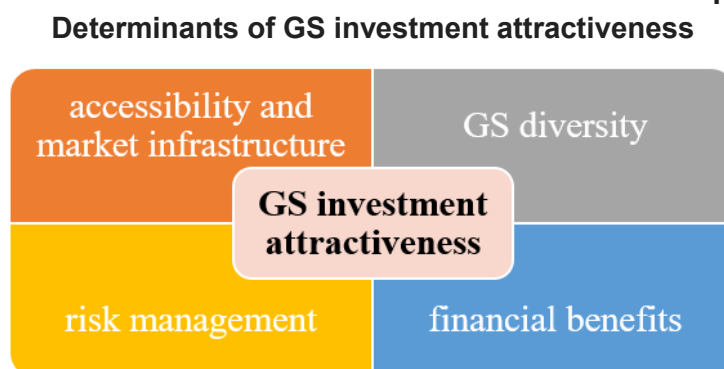 Determinants of GS investment attractiveness
accessibility and
market infrastructure
GS diversity
GS investment
attractiveness
risk management
financial benefits